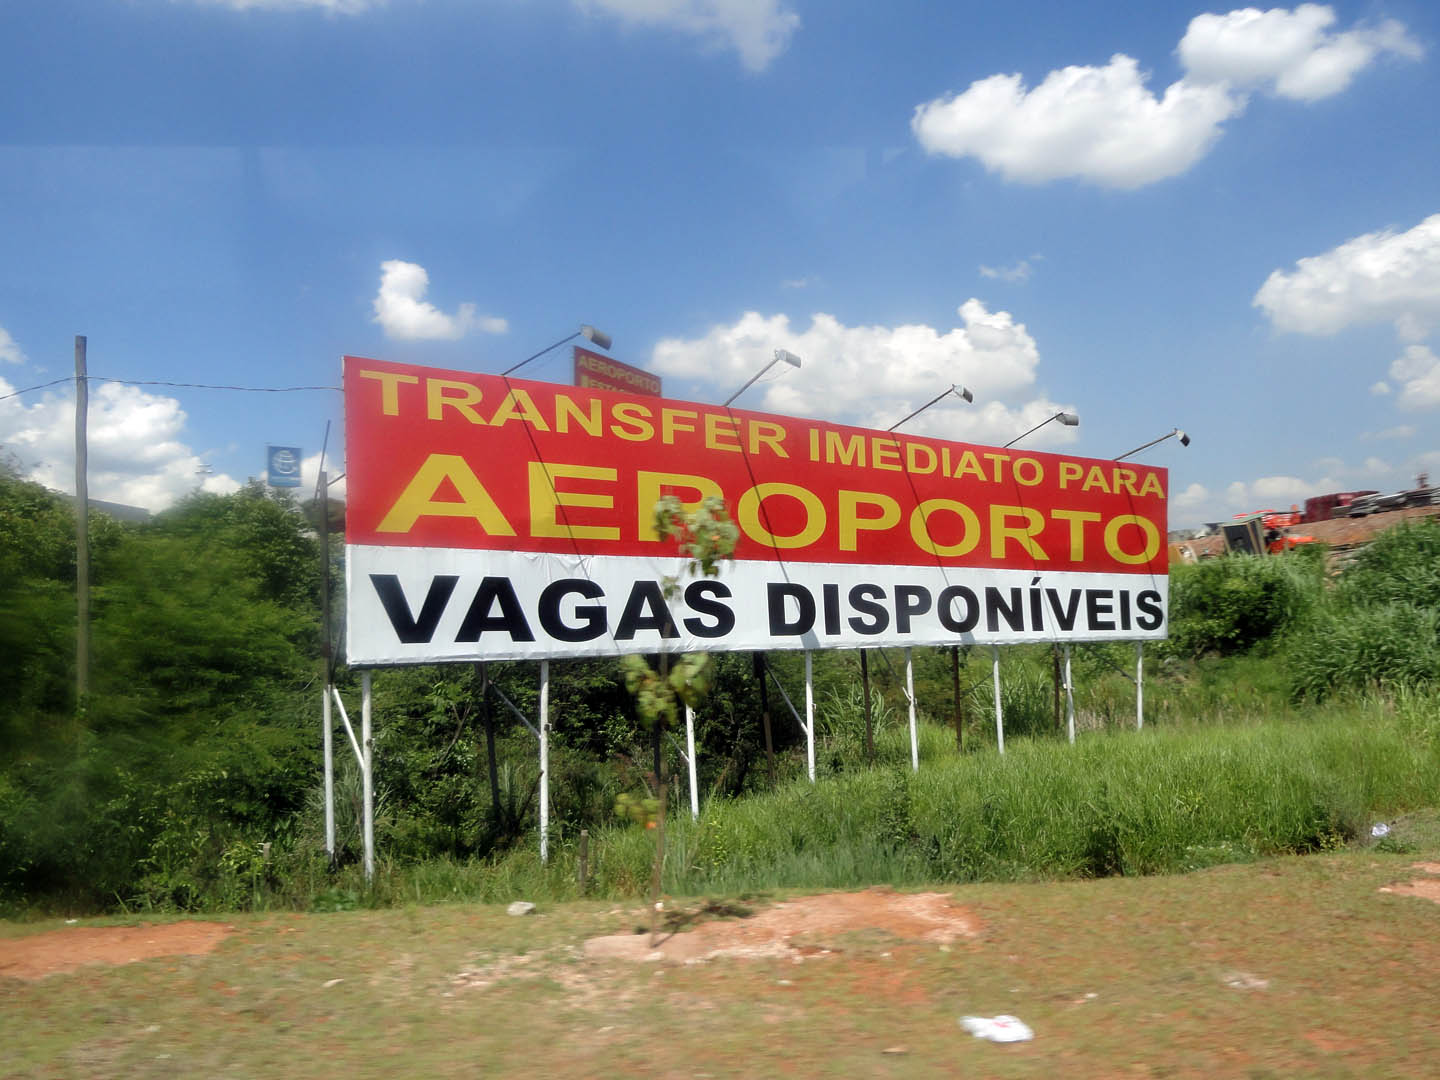 AEROPORTO
TRANSFER IMEDIATO PARA
AEROPORTO
VAGAS DISPONÍVEIS